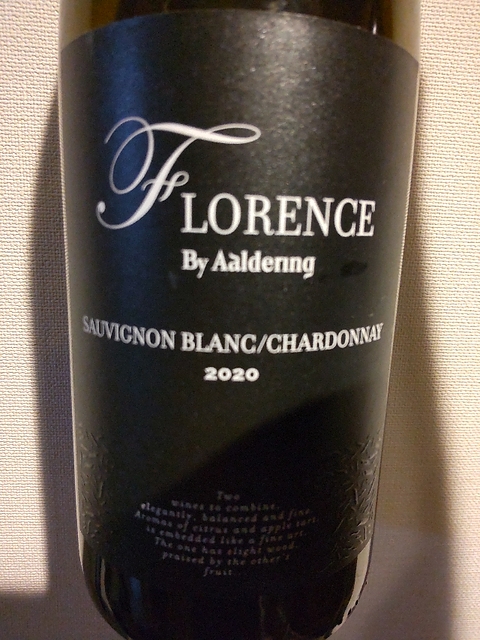 FLORENCE
By Aaldering
SAUVIGNON BLANC/CHARDONNAY
2020
Two
wines to combine,
elegantly, balanced and fine.
Aromas of citrus and apple tart,
is embedded like a fine art.
The one has slight wood,
praised by the other's
fruit...